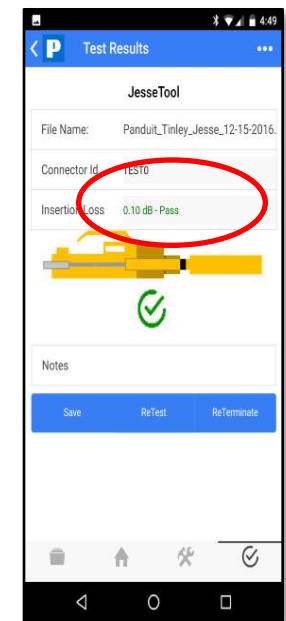 4:49
P Test Results
JesseTool
File Name: Panduit_Tinley_Jesse_12-15-2016.
Connector Id TEST0
Insertion Loss 0.10 dB - Pass
Notes
Save ReTest ReTerminate